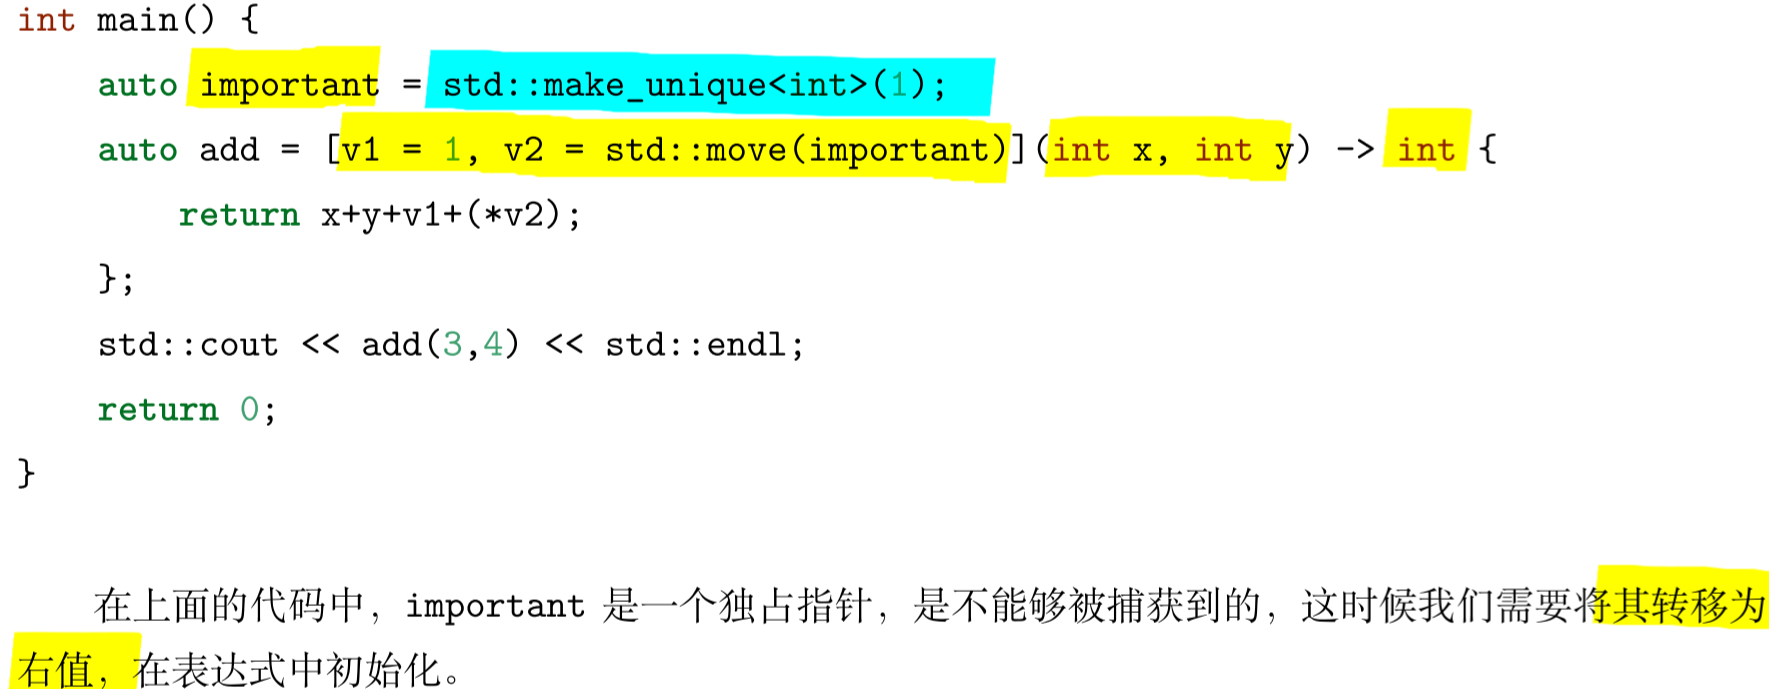 int main() {
auto important = std::make_unique<int>(1);
auto add = [v1 = 1, v2 = std::move(important)](int x, int y) -> int {
return x+y+v1+(*v2);
};
std::cout << add(3,4) << std::endl;
return 0;
}
在上面的代码中，important 是一个独占指针，是不能够被捕获到的，这时候我们需要将其转移为
右值，在表达式中初始化。